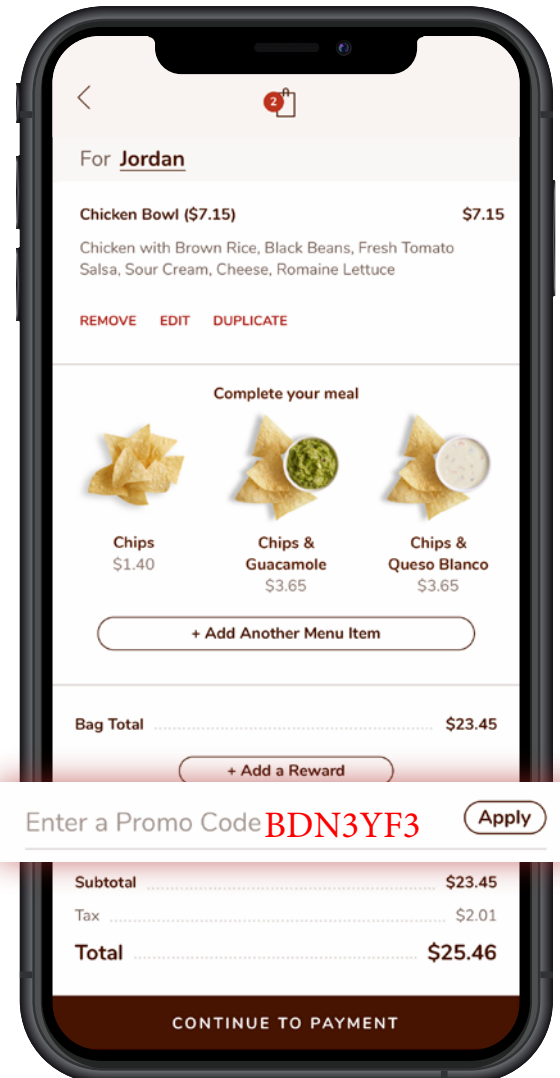 2
For Jordan
Chicken Bowl ($7.15) $7.15
Chicken with Brown Rice, Black Beans, Fresh Tomato
Salsa, Sour Cream, Cheese, Romaine Lettuce
REMOVE EDIT DUPLICATE
Complete your meal
Chips
$1.40
Chips &
Guacamole
$3.65
Chips &
Queso Blanco
$3.65
+ Add Another Menu Item
Bag Total $23.45
+ Add a Reward
Enter a Promo Code BDN3YF3 Apply
Subtotal $23.45
Tax $2.01
Total $25.46
CONTINUE TO PAYMENT